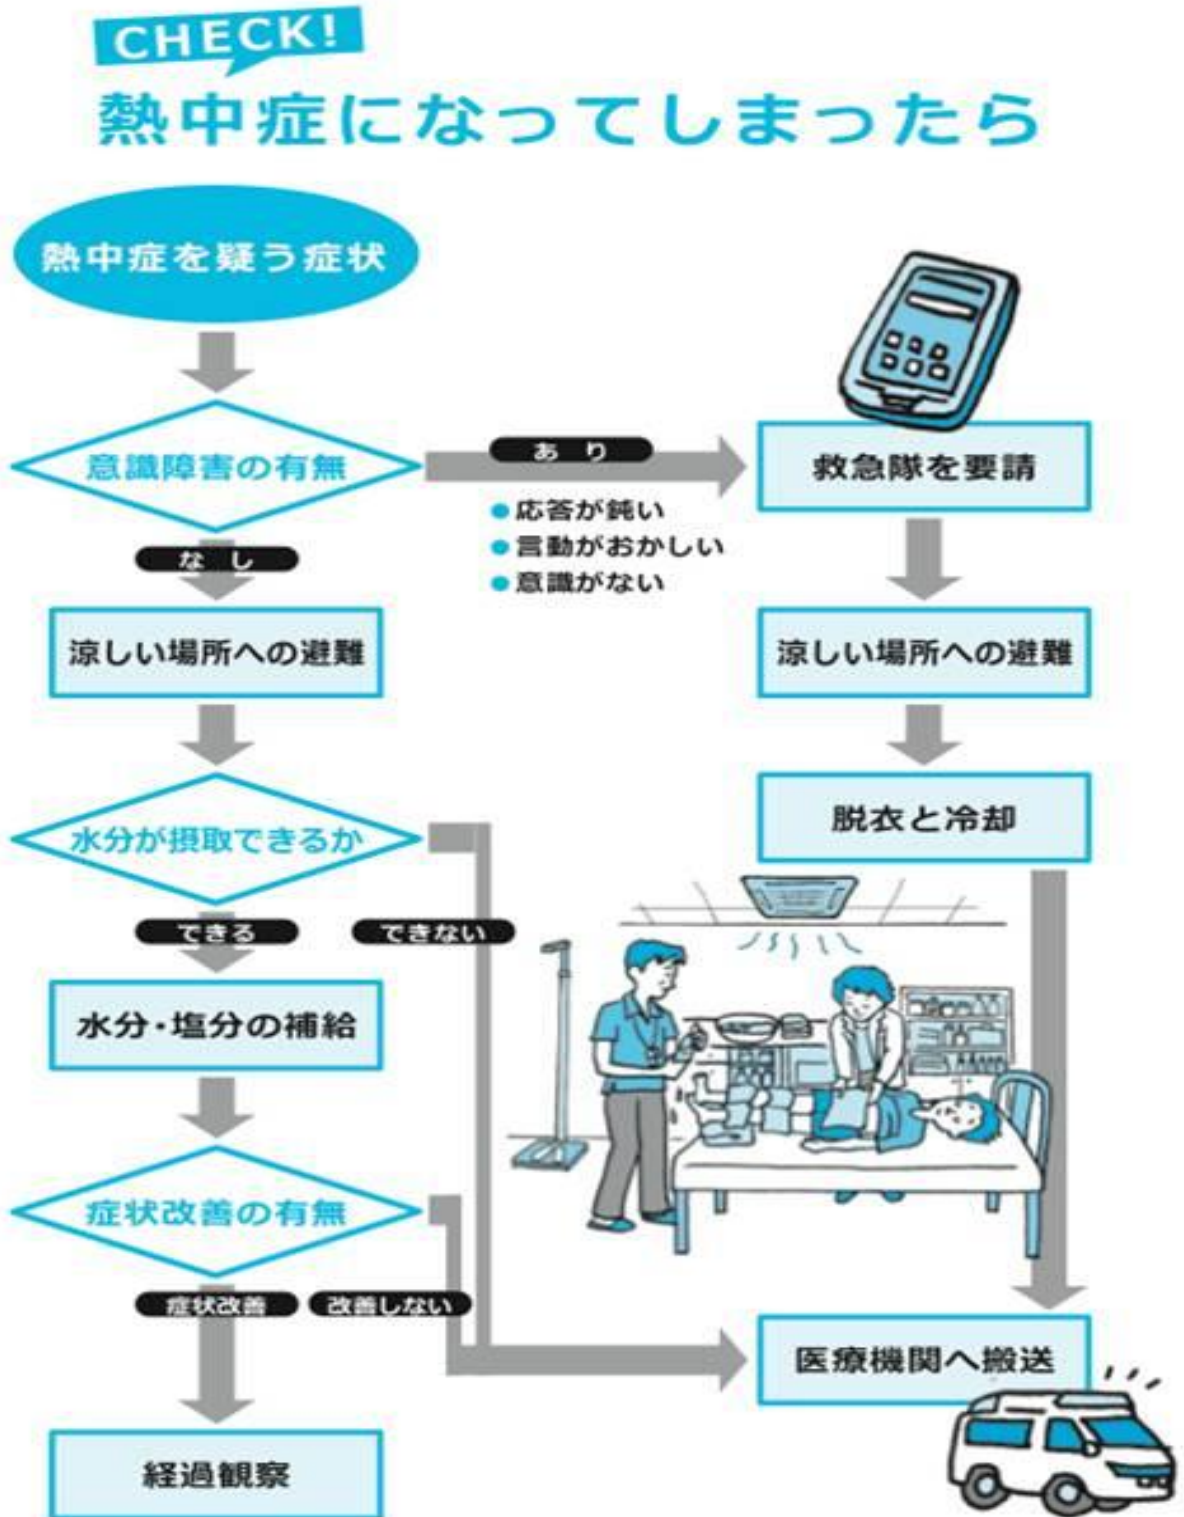 CHECK!
熱中症になってしまったら
熱中症を疑う症状
意識障害の有無
あり
救急隊を要請
● 応答が鈍い
● 言動がおかしい
● 意識がない
なし
涼しい場所への避難
涼しい場所への避難
水分が摂取できるか
脱衣と冷却
できる
できない
水分・塩分の補給
症状改善の有無
症状改善
改善しない
医療機関へ搬送
経過観察